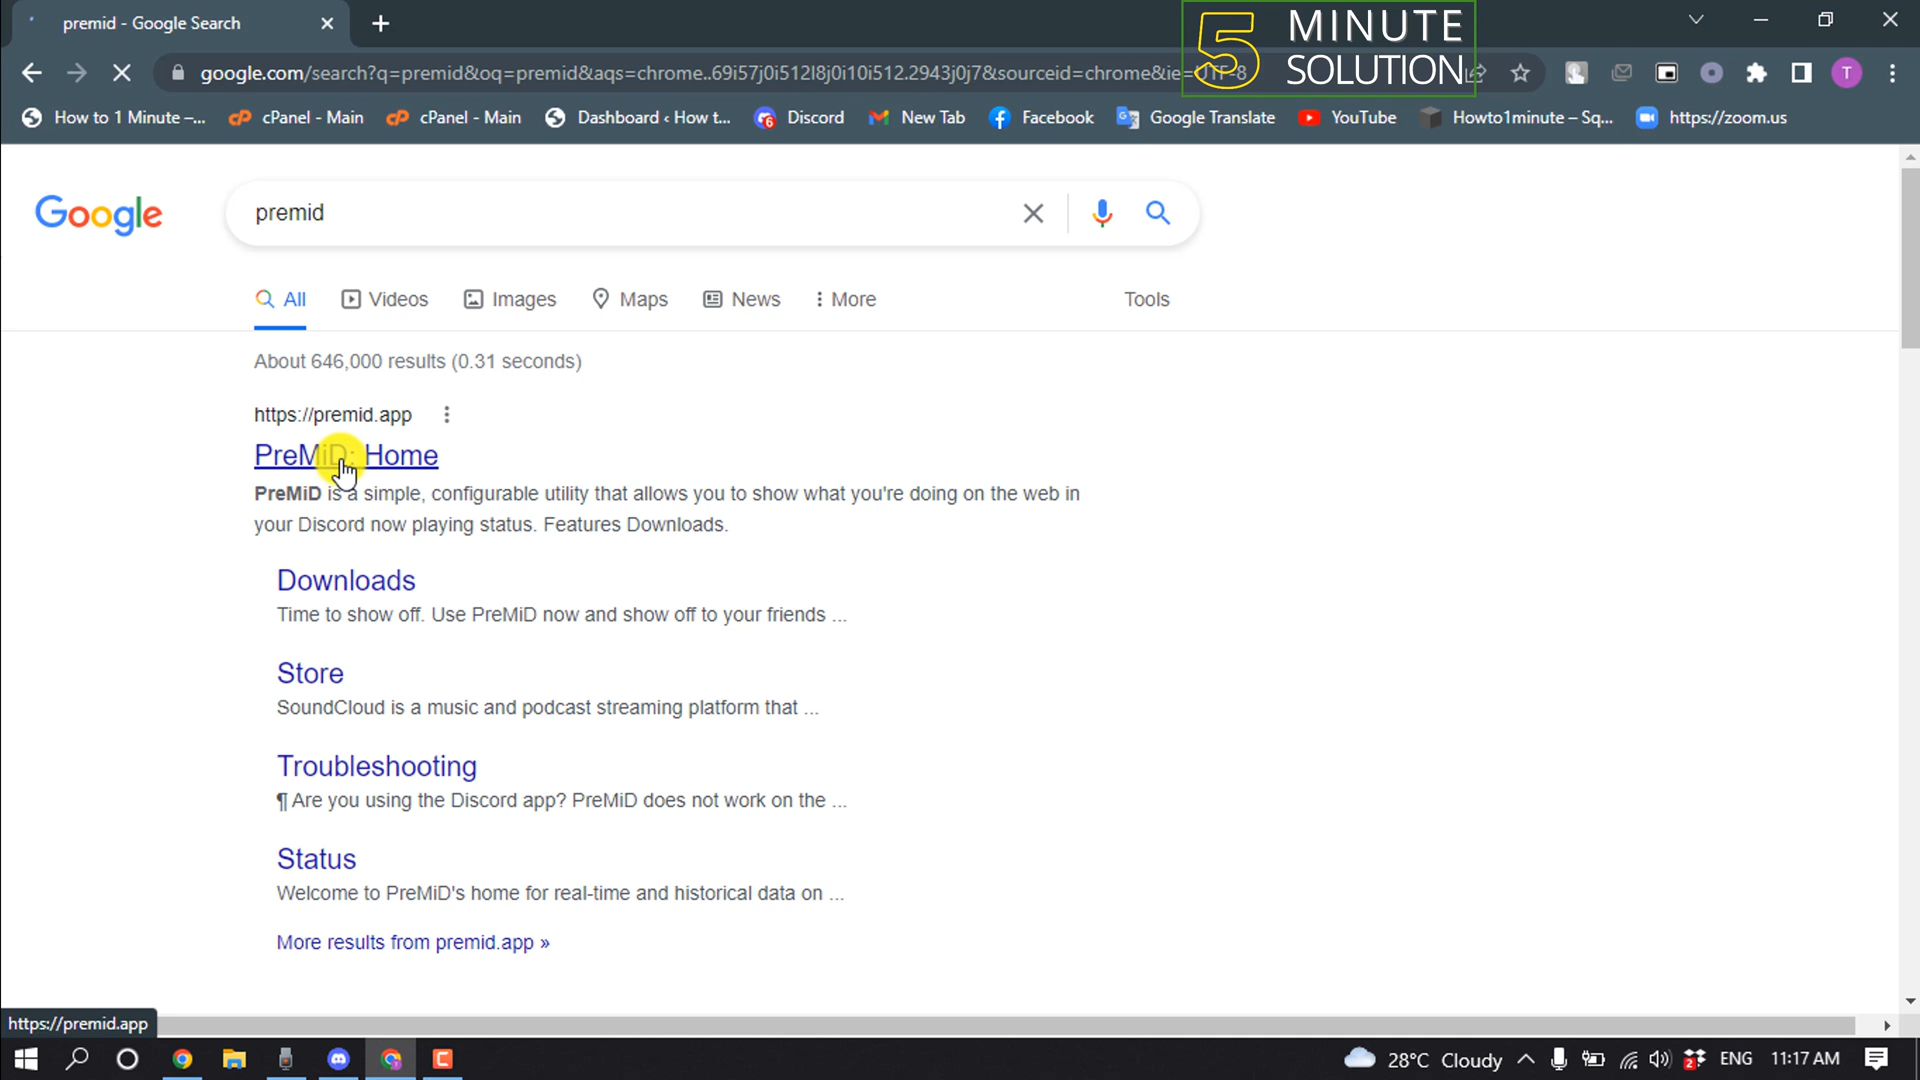 premid - Google Search
5 MINUTE SOLUTION
google.com/search?q=premid&oq=premid&aqs=chrome..69i57j0i512l8j0i10i512.2943j0j7&sourceid=chrome&ie=UTF-8
T
How to 1 Minute –... cPanel - Main cPanel - Main Dashboard ‹ How t... Discord New Tab Facebook Google Translate YouTube Howto1minute – Sq... https://zoom.us
Google premid
All Videos Images Maps News More Tools
About 646,000 results (0.31 seconds)
https://premid.app
PreMiD: Home
PreMiD is a simple, configurable utility that allows you to show what you're doing on the web in
your Discord now playing status. Features Downloads.
Downloads
Time to show off. Use PreMiD now and show off to your friends ...
Store
SoundCloud is a music and podcast streaming platform that ...
Troubleshooting
¶ Are you using the Discord app? PreMiD does not work on the ...
Status
Welcome to PreMiD's home for real-time and historical data on ...
More results from premid.app »
https://premid.app
28°C Cloudy ENG 11:17 AM